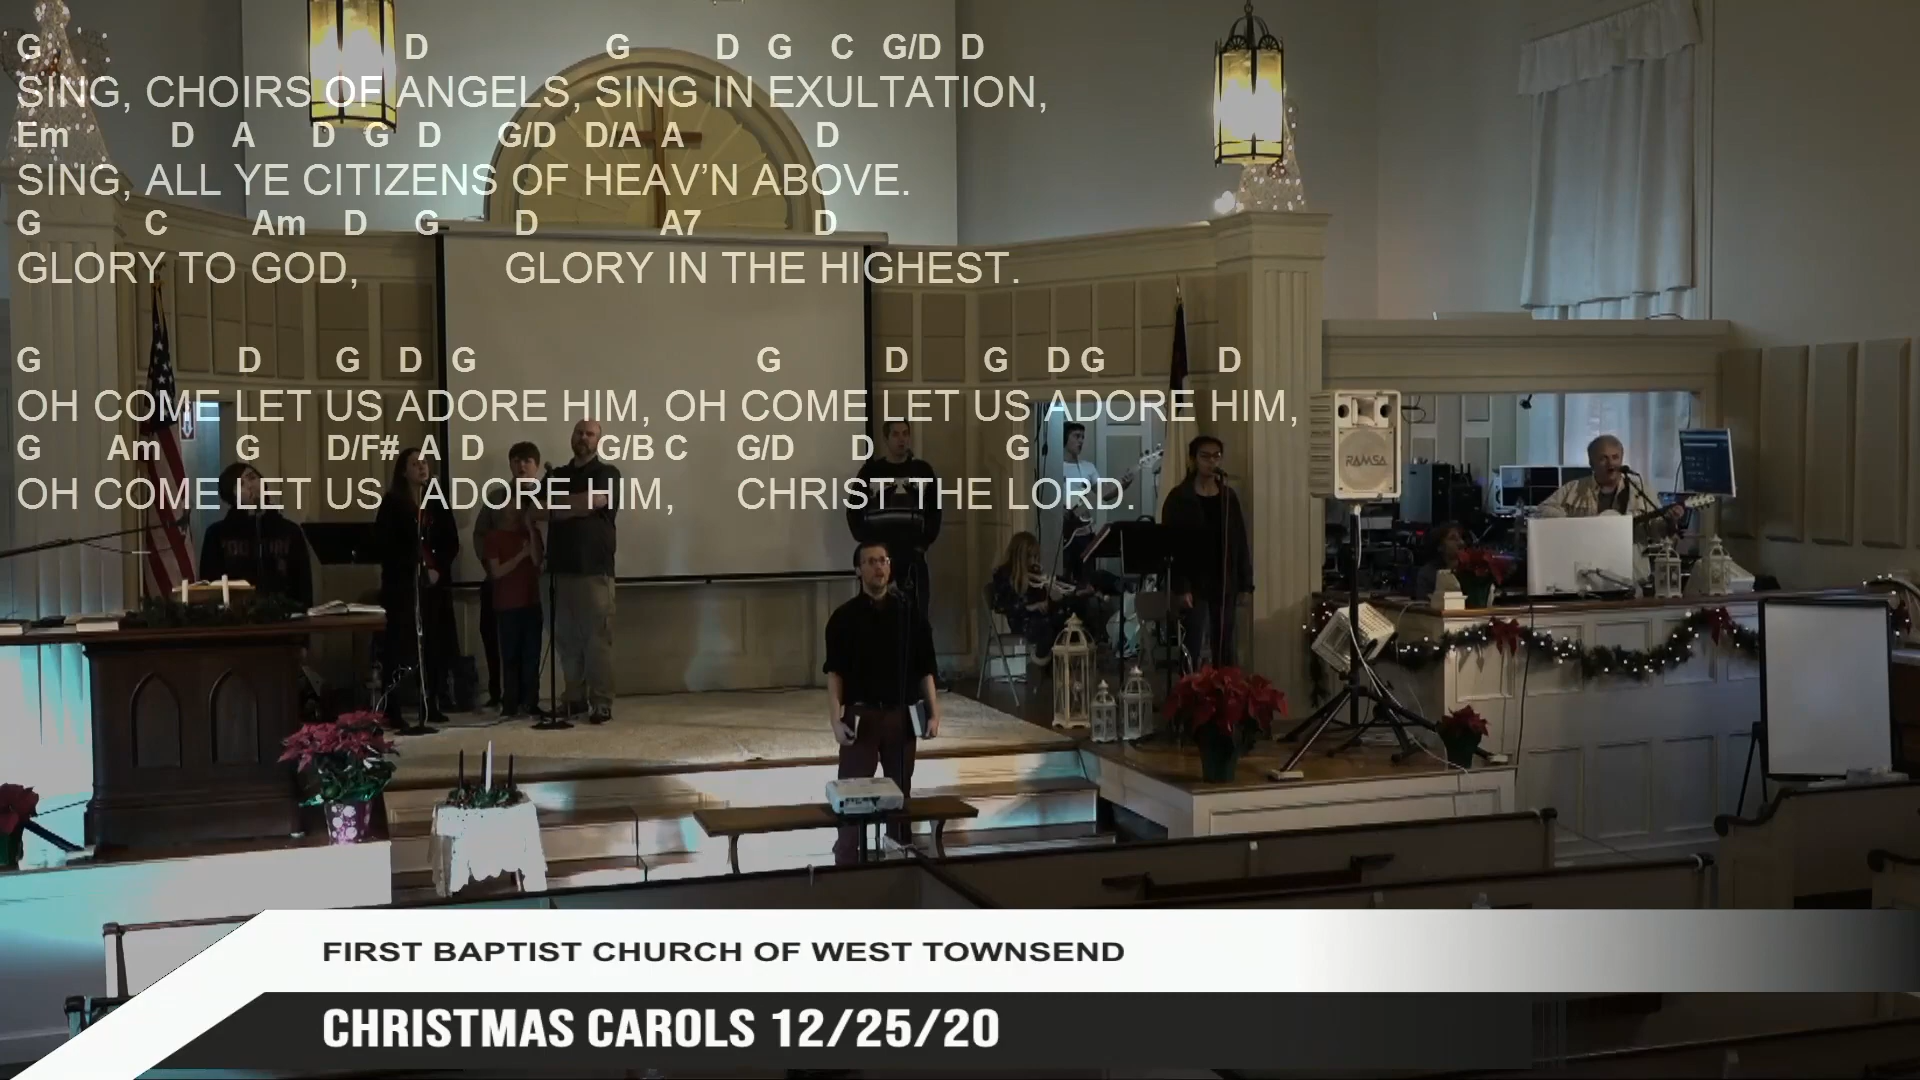 G D G D G C G/D D
SING, CHOIRS OF ANGELS, SING IN EXULTATION,
Em D A D G D G/D D/A A D
SING, ALL YE CITIZENS OF HEAV’N ABOVE.
G C Am D G D A7 D
GLORY TO GOD, GLORY IN THE HIGHEST.
G D G D G G D G D G D
OH COME LET US ADORE HIM, OH COME LET US ADORE HIM,
G Am G D/F# A D G/B C G/D D G
OH COME LET US ADORE HIM, CHRIST THE LORD.
RAMSA
FIRST BAPTIST CHURCH OF WEST TOWNSEND
CHRISTMAS CAROLS 12/25/20